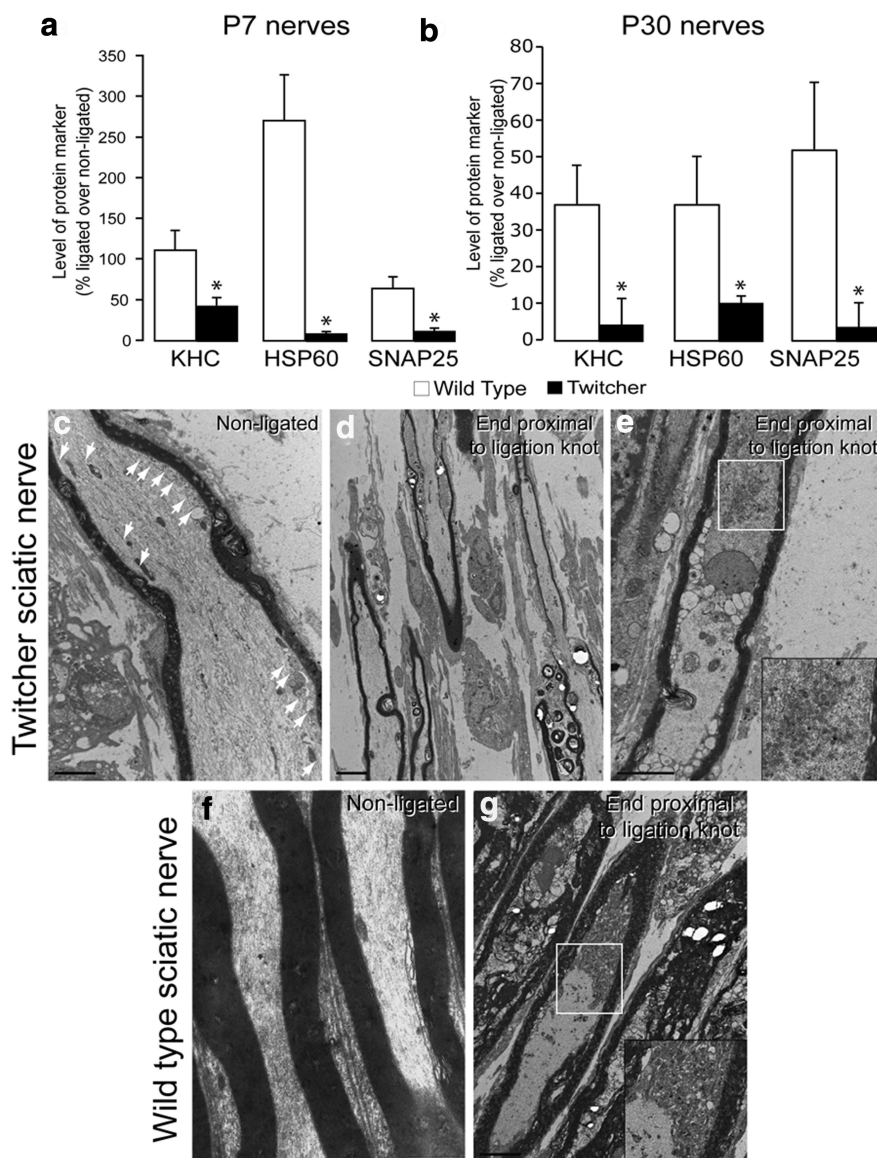 a
P7 nerves
Level of protein marker
(% ligated over non-ligated)
350
300
250
200
150
100
50
0
*
*
*
KHC
HSP60
SNAP25
b
P30 nerves
Level of protein marker
(% ligated over non-ligated)
80
70
60
50
40
30
20
10
0
*
*
*
KHC
HSP60
SNAP25
Wild Type
Twitcher
Twitcher sciatic nerve
c
Non-ligated
d
End proximal
to ligation knot
e
End proximal
to ligation knot
Wild type sciatic nerve
f
Non-ligated
g
End proximal
to ligation knot